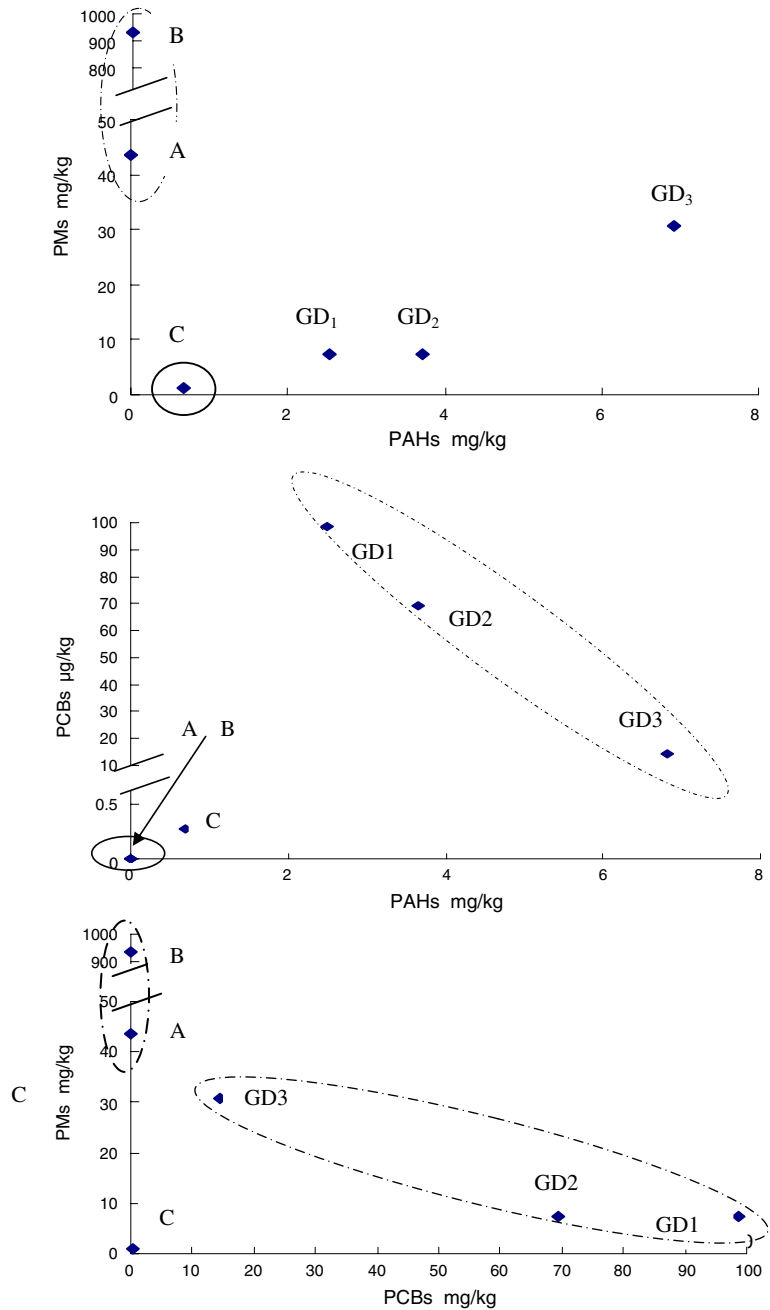 1000
B
900
800
50
A
40
PMs mg/kg
GD₃
30
20
GD₁ GD₂
C
10
0
0 2 4 6 8
PAHs mg/kg
100
90
GD1
80
70
GD2
60
50
PCBs µg/kg
40
30
GD3
A B
20
10
0.5
C
0
0 2 4 6 8
PAHs mg/kg
1000
B
900
50
A
40
PMs mg/kg
C
30
GD3
20
GD2
10
C
GD1
0
0 10 20 30 40 50 60 70 80 90 100
PCBs mg/kg